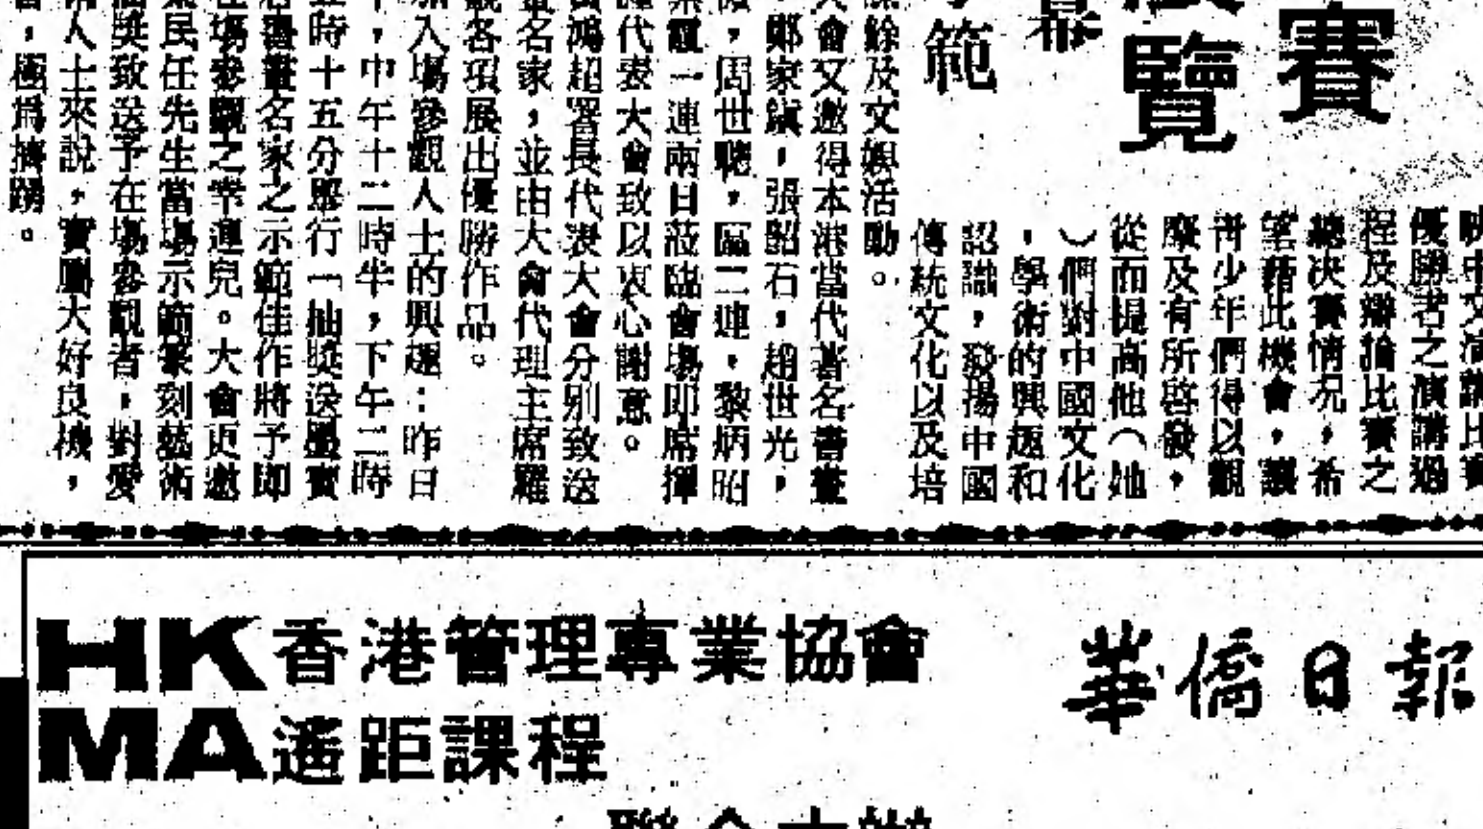 賽
覽
範
優勝者之演講過
程及辯論比賽之
總決賽情況，希
望藉此機會，讓
青少年們得以觀
摩及有所啓發，
從而提高他（她
）們對中國文化
，學術的興趣和
認識，發揚中國
傳統文化以及培
餘及文娛活動。
大會又邀得本港當代著名書畫
鄭家鎮，張韶石，趙世光，
，周世聰，區二連，黎炳昭
一連兩日蒞臨會場即席揮
代表大會致以衷心謝意。
鴻超署長代表大會分別致送
名家，並由大會代理主席羅
各項展出優勝作品。
入場參觀人士的興趣：昨日
，中午十二時半，下午二時
時十五分舉行「抽獎送墨寶
書畫名家之示範佳作將予即
場參觀之幸運兒。大會更邀
民任先生當場示範篆刻藝術
獎致送予在場參觀者，對愛
人士來說，實屬大好良機，
，極爲擠踴。
HK香港管理專業協會
MA遙距課程
華僑日報